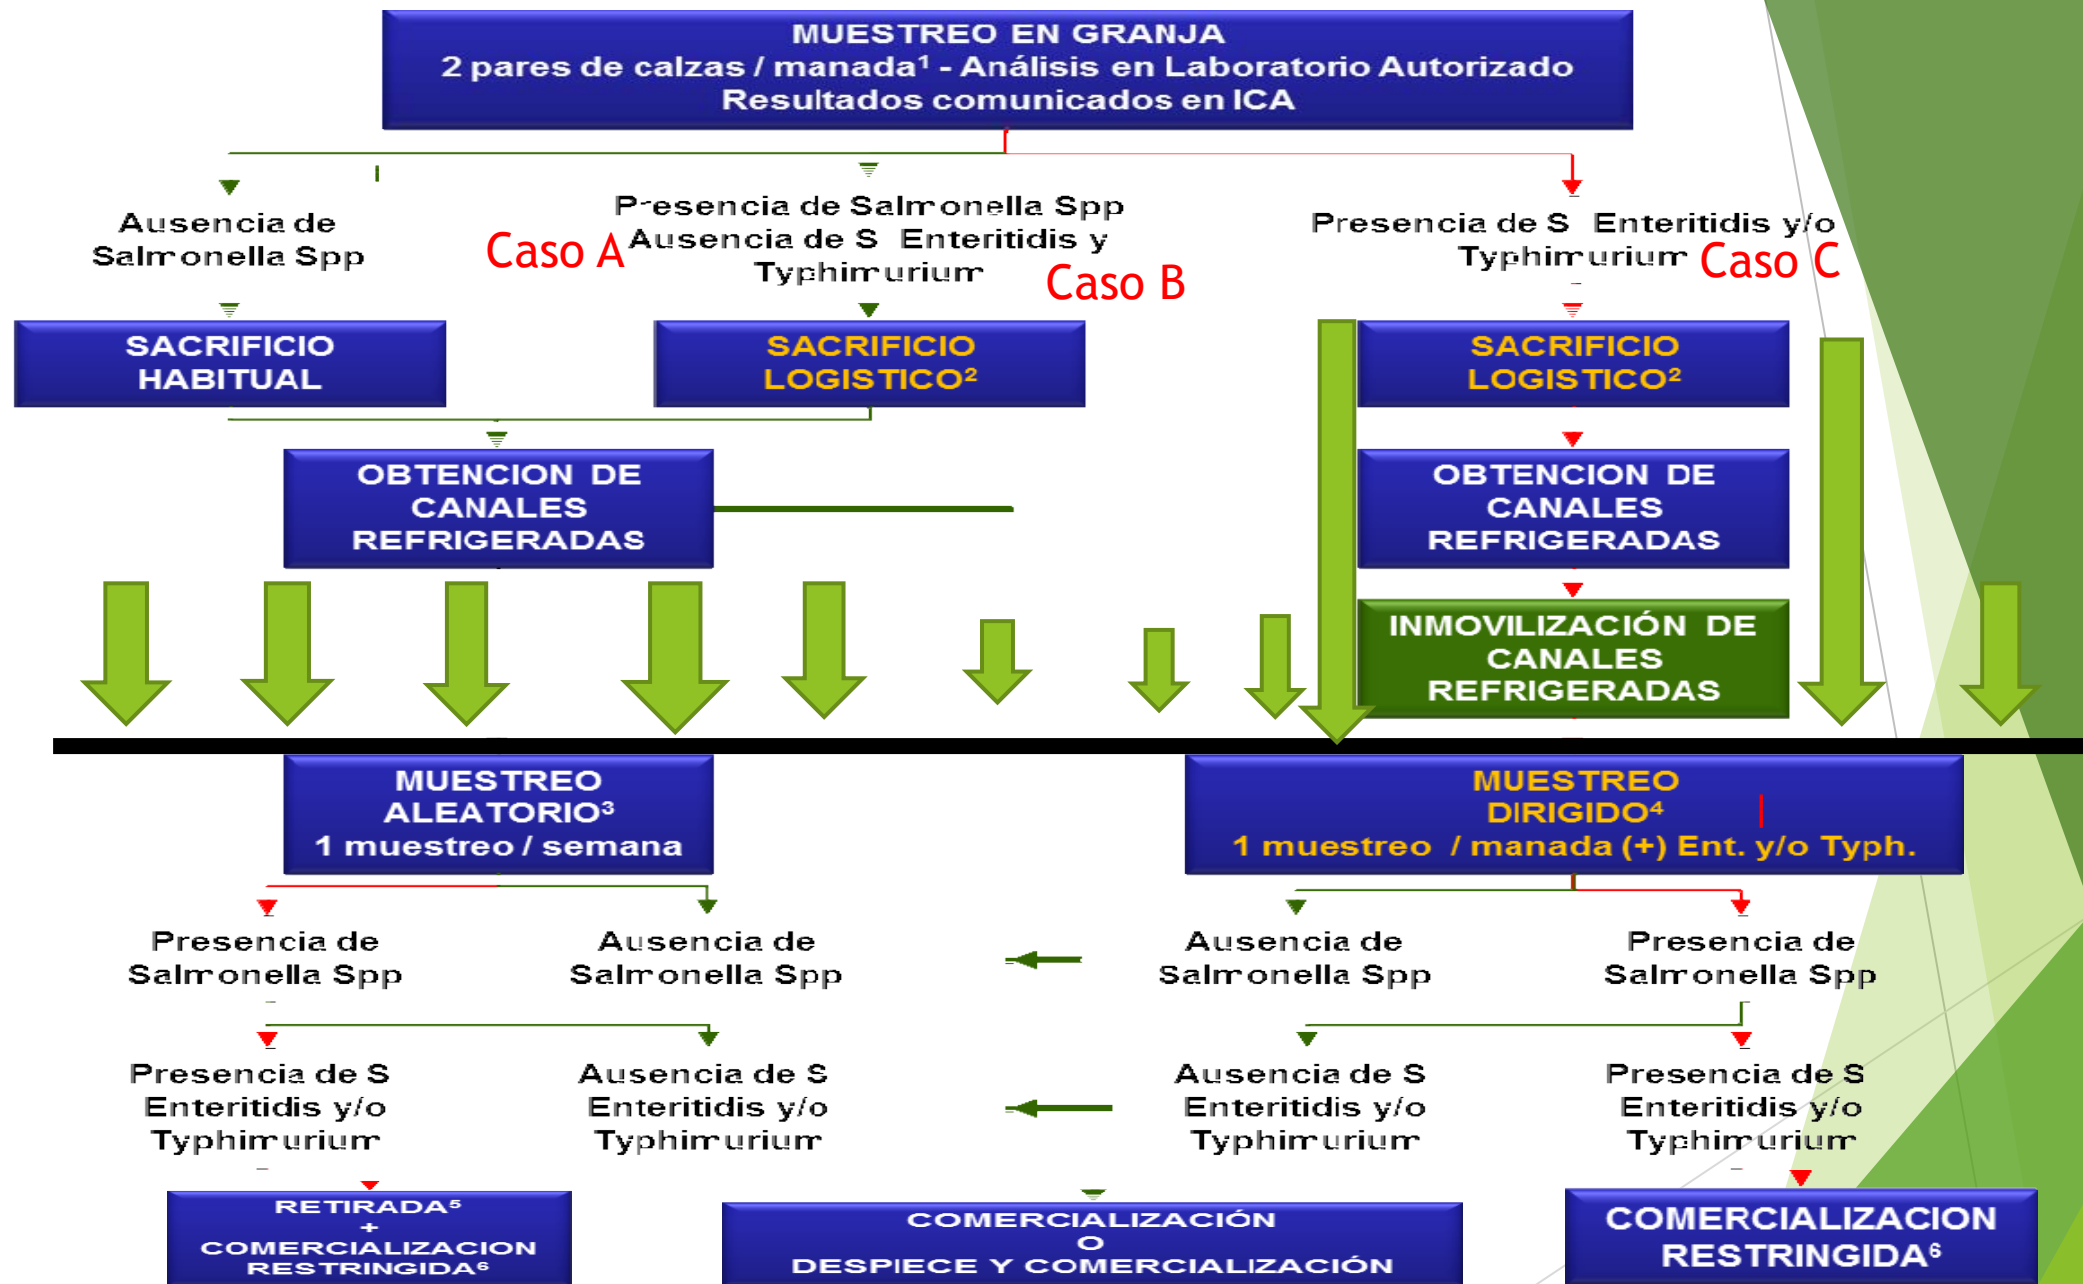 MUESTREO EN GRANJA
2 pares de calzas / manada¹ - Análisis en Laboratorio Autorizado
Resultados comunicados en ICA
Ausencia de
Salmonella Spp
Caso A
Presencia de Salmonella Spp
Ausencia de S Enteritidis y
Typhimurium
Caso B
Presencia de S Enteritidis y/o
Typhimurium
Caso C
SACRIFICIO
HABITUAL
SACRIFICIO
LOGISTICO²
SACRIFICIO
LOGISTICO²
OBTENCION DE
CANALES
REFRIGERADAS
OBTENCION DE
CANALES
REFRIGERADAS
INMOVILIZACIÓN DE
CANALES
REFRIGERADAS
MUESTREO
ALEATORIO³
1 muestreo / semana
MUESTREO
DIRIGIDO⁴
1 muestreo / manada (+) Ent. y/o Typh.
Presencia de
Salmonella Spp
Ausencia de
Salmonella Spp
Ausencia de
Salmonella Spp
Presencia de
Salmonella Spp
Presencia de S
Enteritidis y/o
Typhimurium
Ausencia de S
Enteritidis y/o
Typhimurium
Ausencia de S
Enteritidis y/o
Typhimurium
Presencia de S
Enteritidis y/o
Typhimurium
RETIRADA⁵
+
COMERCIALIZACION
RESTRINGIDA⁶
COMERCIALIZACIÓN
O
DESPIECE Y COMERCIALIZACIÓN
COMERCIALIZACION
RESTRINGIDA⁶